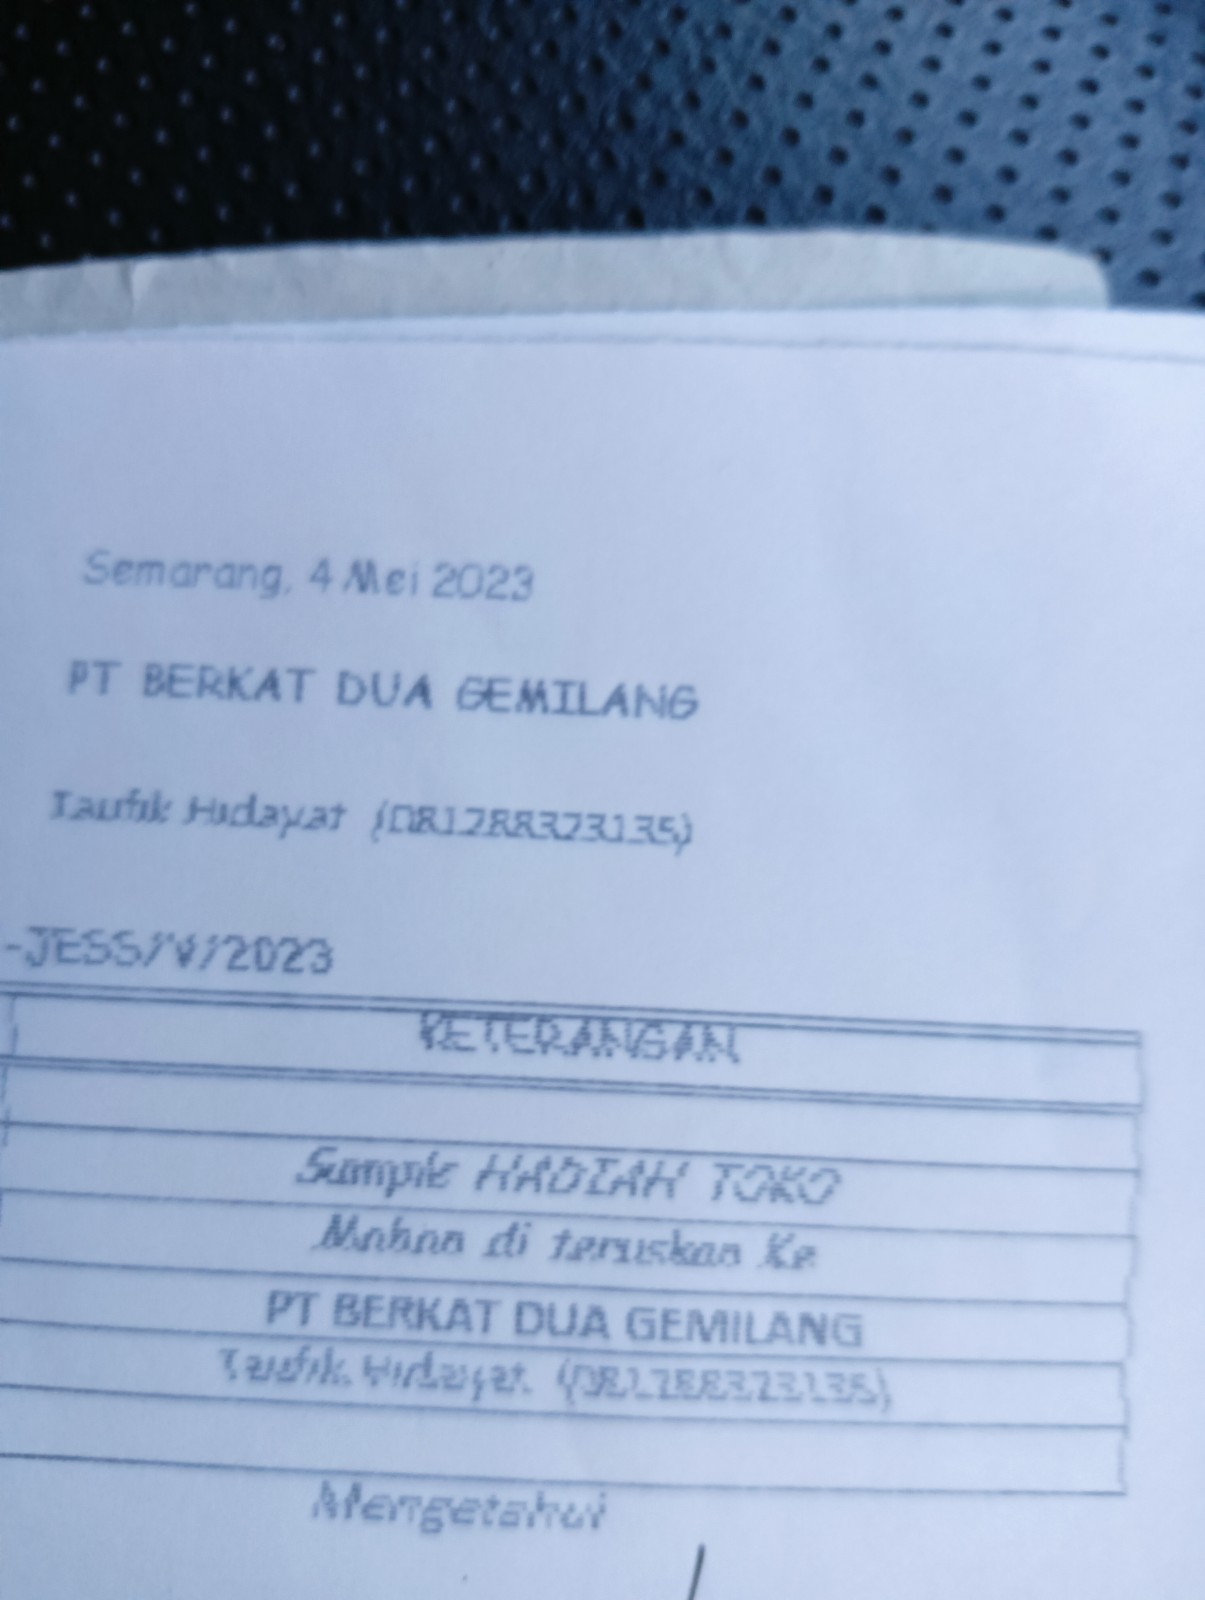 Semarang, 4 Mei 2023
PT BERKAT DUA GEMILANG
Taufik Hidayat (081288323135)
-JESS/V/2023
KETERANGAN
Sample HADIAH TOKO
Mohon di teruskan Ke
PT BERKAT DUA GEMILANG
Taufik Hidayat (081288323135)
Mengetahui